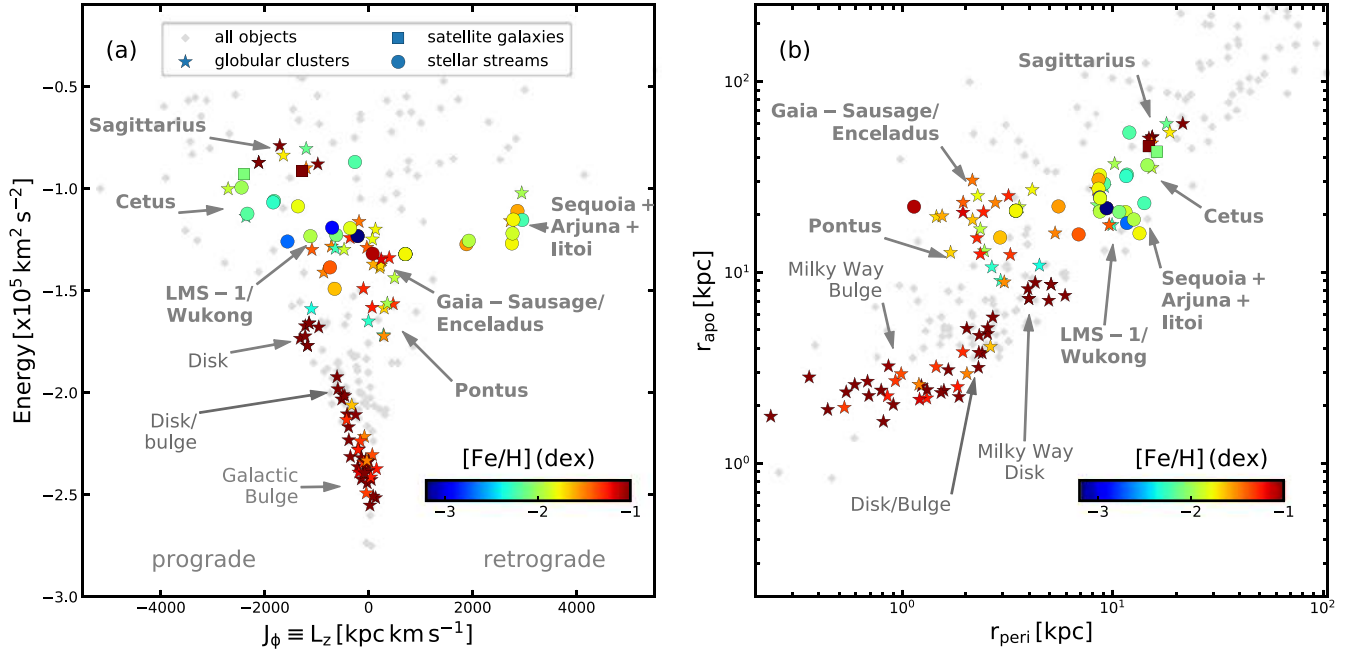 (a)
all objects
globular clusters
satellite galaxies
stellar streams
Sagittarius
Cetus
LMS − 1/
Wukong
Disk
Disk/
bulge
Galactic
Bulge
Sequoia +
Arjuna +
Iitoi
Gaia − Sausage/
Enceladus
Pontus
[Fe/H] (dex)
−3
−2
−1
prograde
retrograde
−0.5
−1.0
−1.5
−2.0
−2.5
−3.0
Energy [x10⁵ km² s⁻²]
−4000
−2000
0
2000
4000
J_ϕ ≡ L_z [kpc km s⁻¹]
(b)
Sagittarius
Gaia − Sausage/
Enceladus
Pontus
Milky Way
Bulge
Cetus
Sequoia +
Arjuna +
Iitoi
LMS − 1/
Wukong
Milky Way
Disk
Disk/Bulge
[Fe/H] (dex)
−3
−2
−1
10²
10¹
10⁰
r_apo [kpc]
10⁰
10¹
10²
r_peri [kpc]